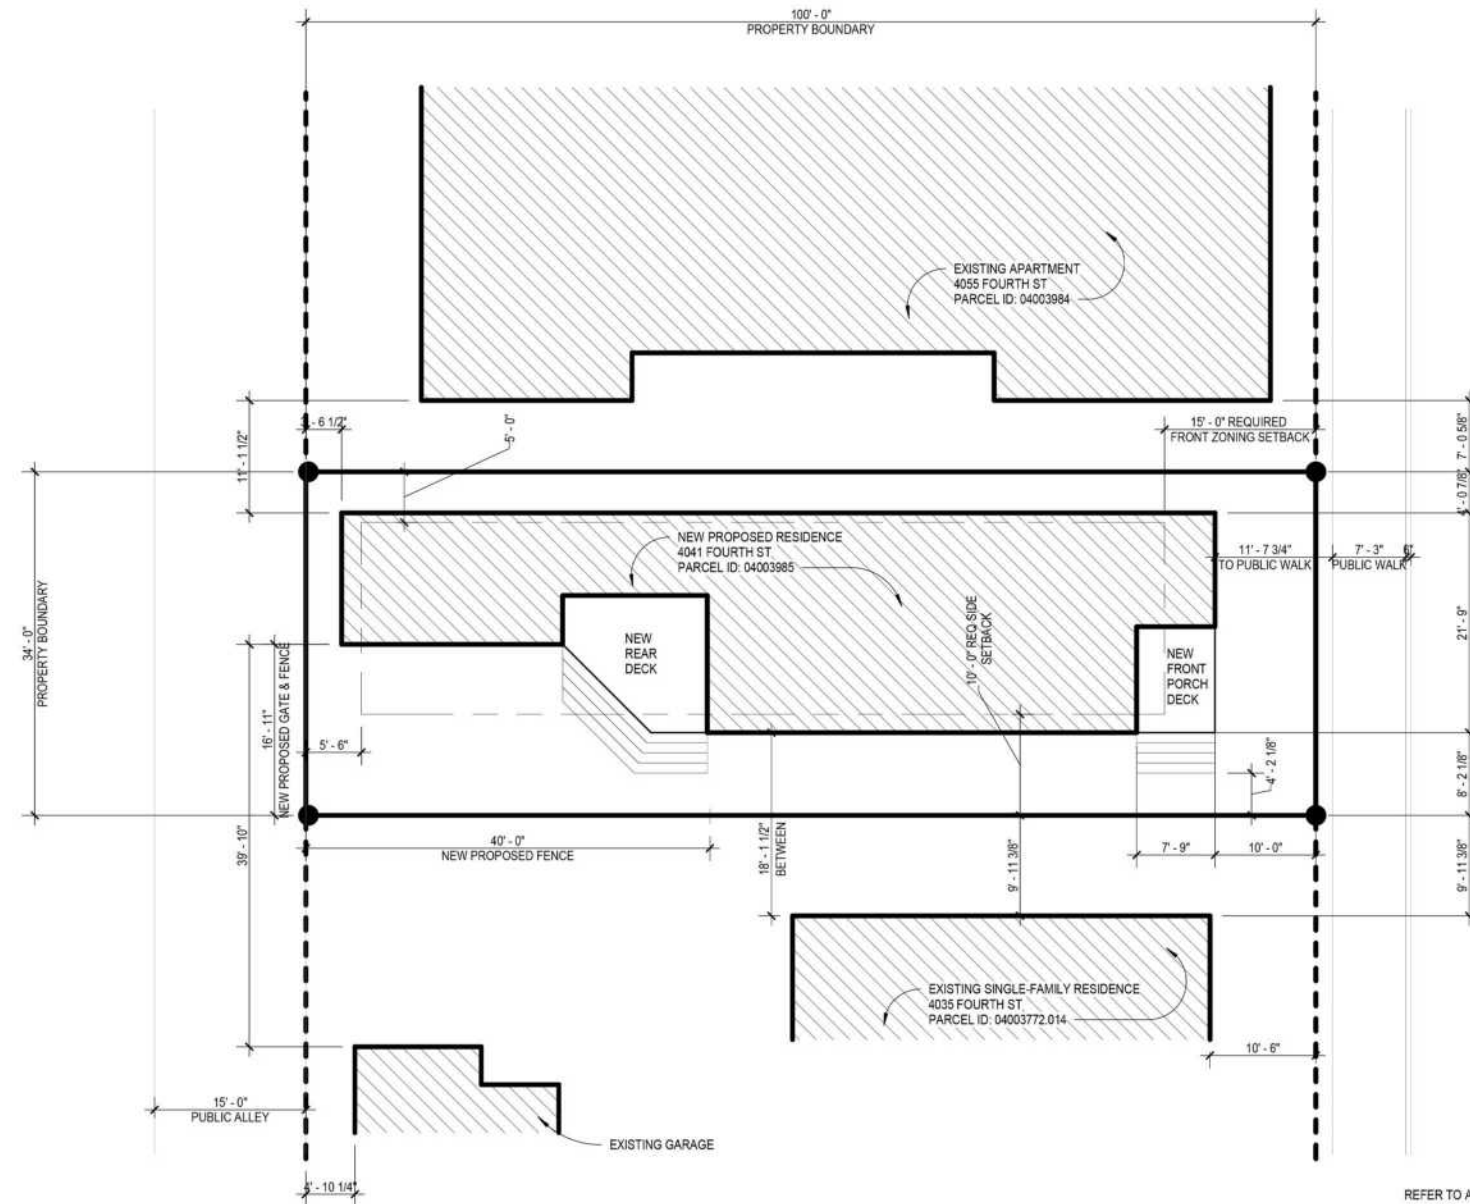 100' - 0"
PROPERTY BOUNDARY
EXISTING APARTMENT
4055 FOURTH ST
PARCEL ID: 04003984
3' - 6 1/2"
5' - 0"
11' - 1 1/2"
15' - 0" REQUIRED
FRONT ZONING SETBACK
7' - 0 5/8"
4' - 0 7/8"
NEW PROPOSED RESIDENCE
4041 FOURTH ST
PARCEL ID: 04003985
11' - 7 3/4"
TO PUBLIC WALK
7' - 3"
PUBLIC WALK
6"
34' - 0"
PROPERTY BOUNDARY
NEW
REAR
DECK
10' - 0" REQ SIDE
SETBACK
NEW
FRONT
PORCH
DECK
21' - 9"
16' - 11"
NEW PROPOSED GATE & FENCE
5' - 6"
4' - 2 1/8"
8' - 2 1/8"
39' - 10"
40' - 0"
NEW PROPOSED FENCE
18' - 1 1/2"
BETWEEN
9' - 11 3/8"
7' - 9"
10' - 0"
9' - 11 3/8"
EXISTING SINGLE-FAMILY RESIDENCE
4035 FOURTH ST
PARCEL ID: 04003772.014
10' - 6"
15' - 0"
PUBLIC ALLEY
EXISTING GARAGE
4' - 10 1/4"
REFER TO